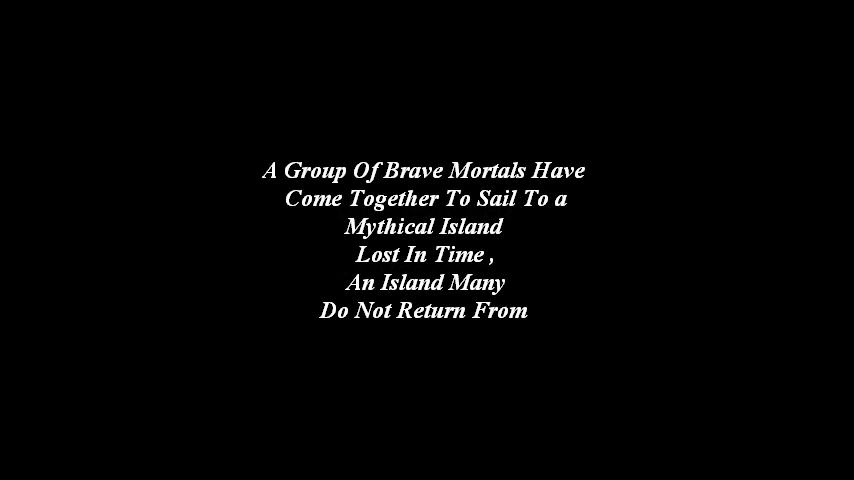 A Group Of Brave Mortals Have
Come Together To Sail To a
Mythical Island
Lost In Time ,
An Island Many
Do Not Return From